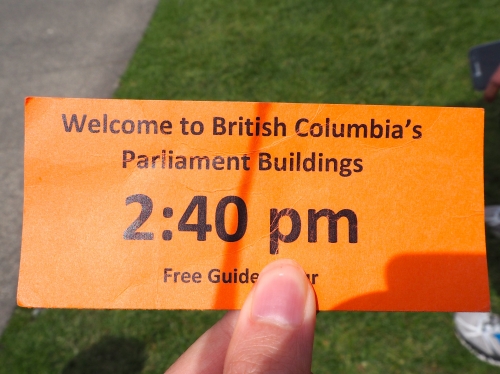 Welcome to British Columbia's
Parliament Buildings
2:40 pm
Free Guide